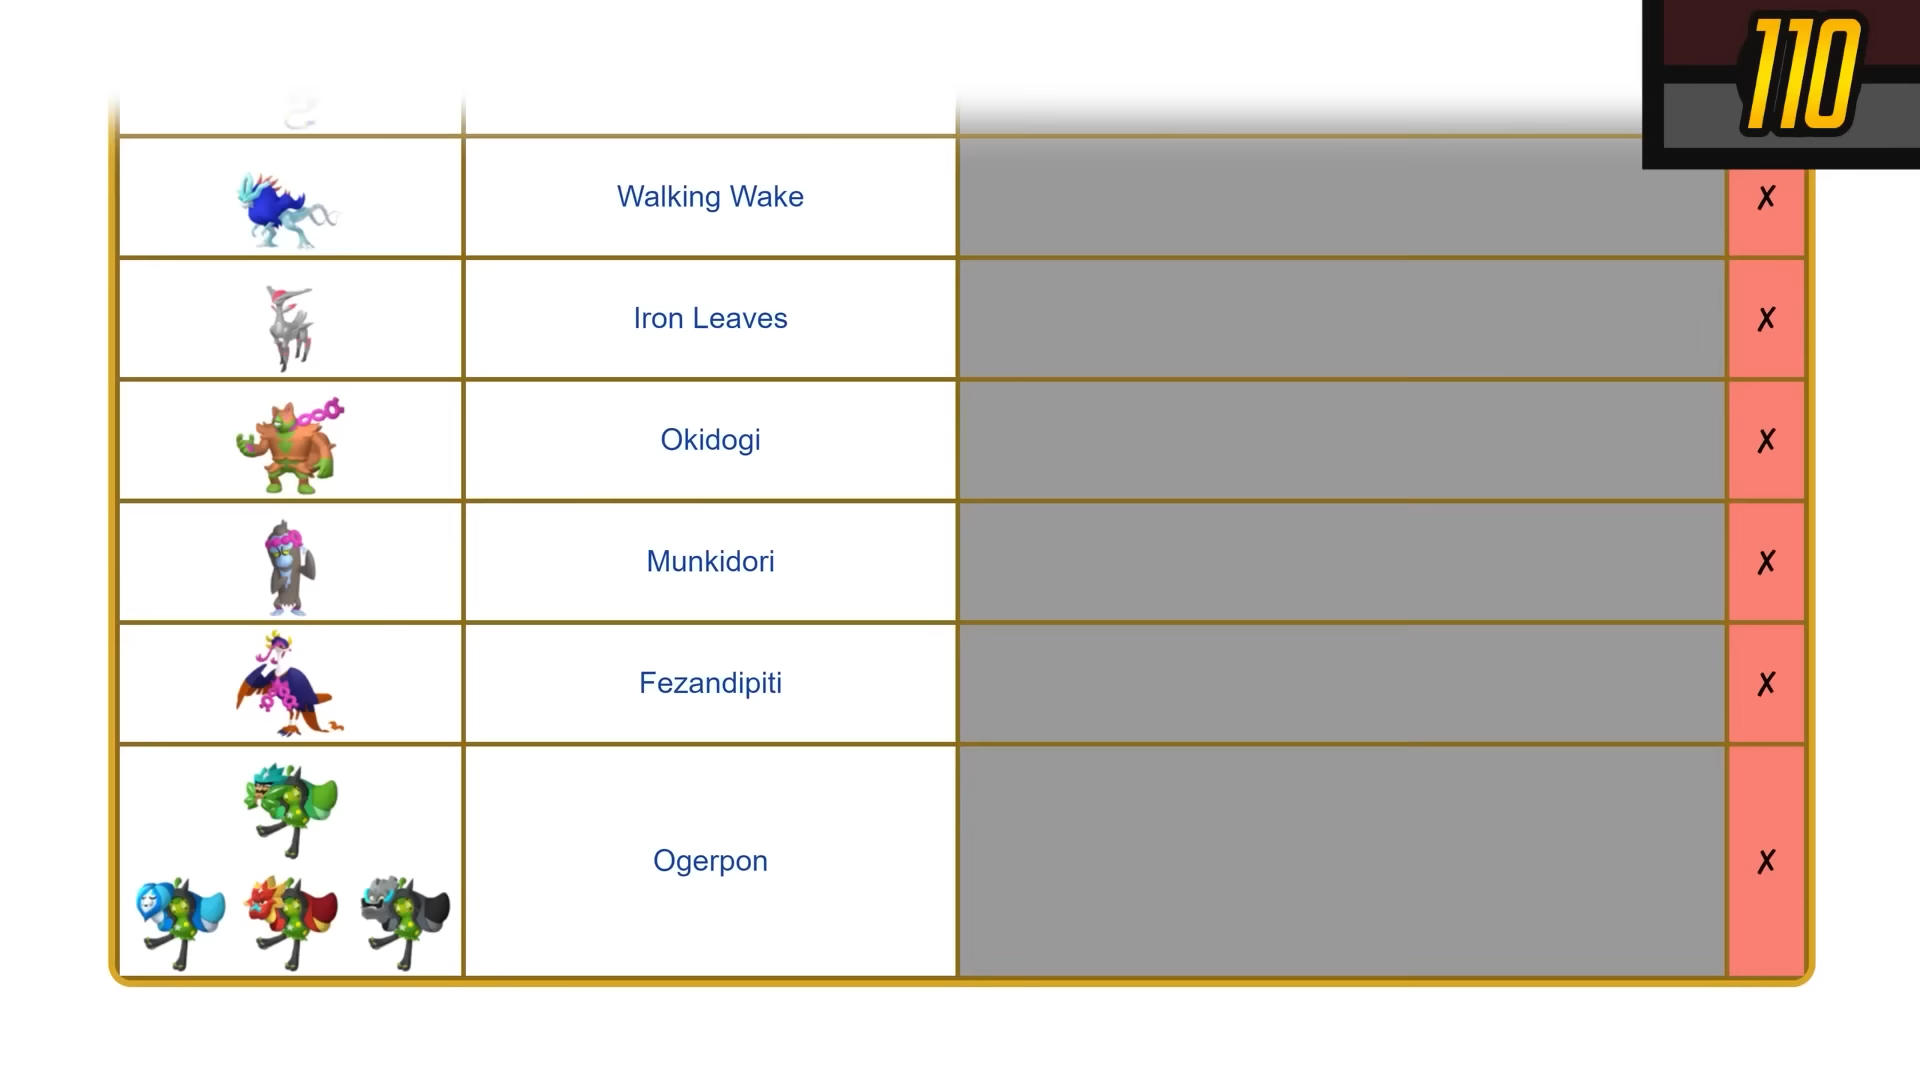 110
Walking Wake ✗
Iron Leaves ✗
Okidogi ✗
Munkidori ✗
Fezandipiti ✗
Ogerpon ✗